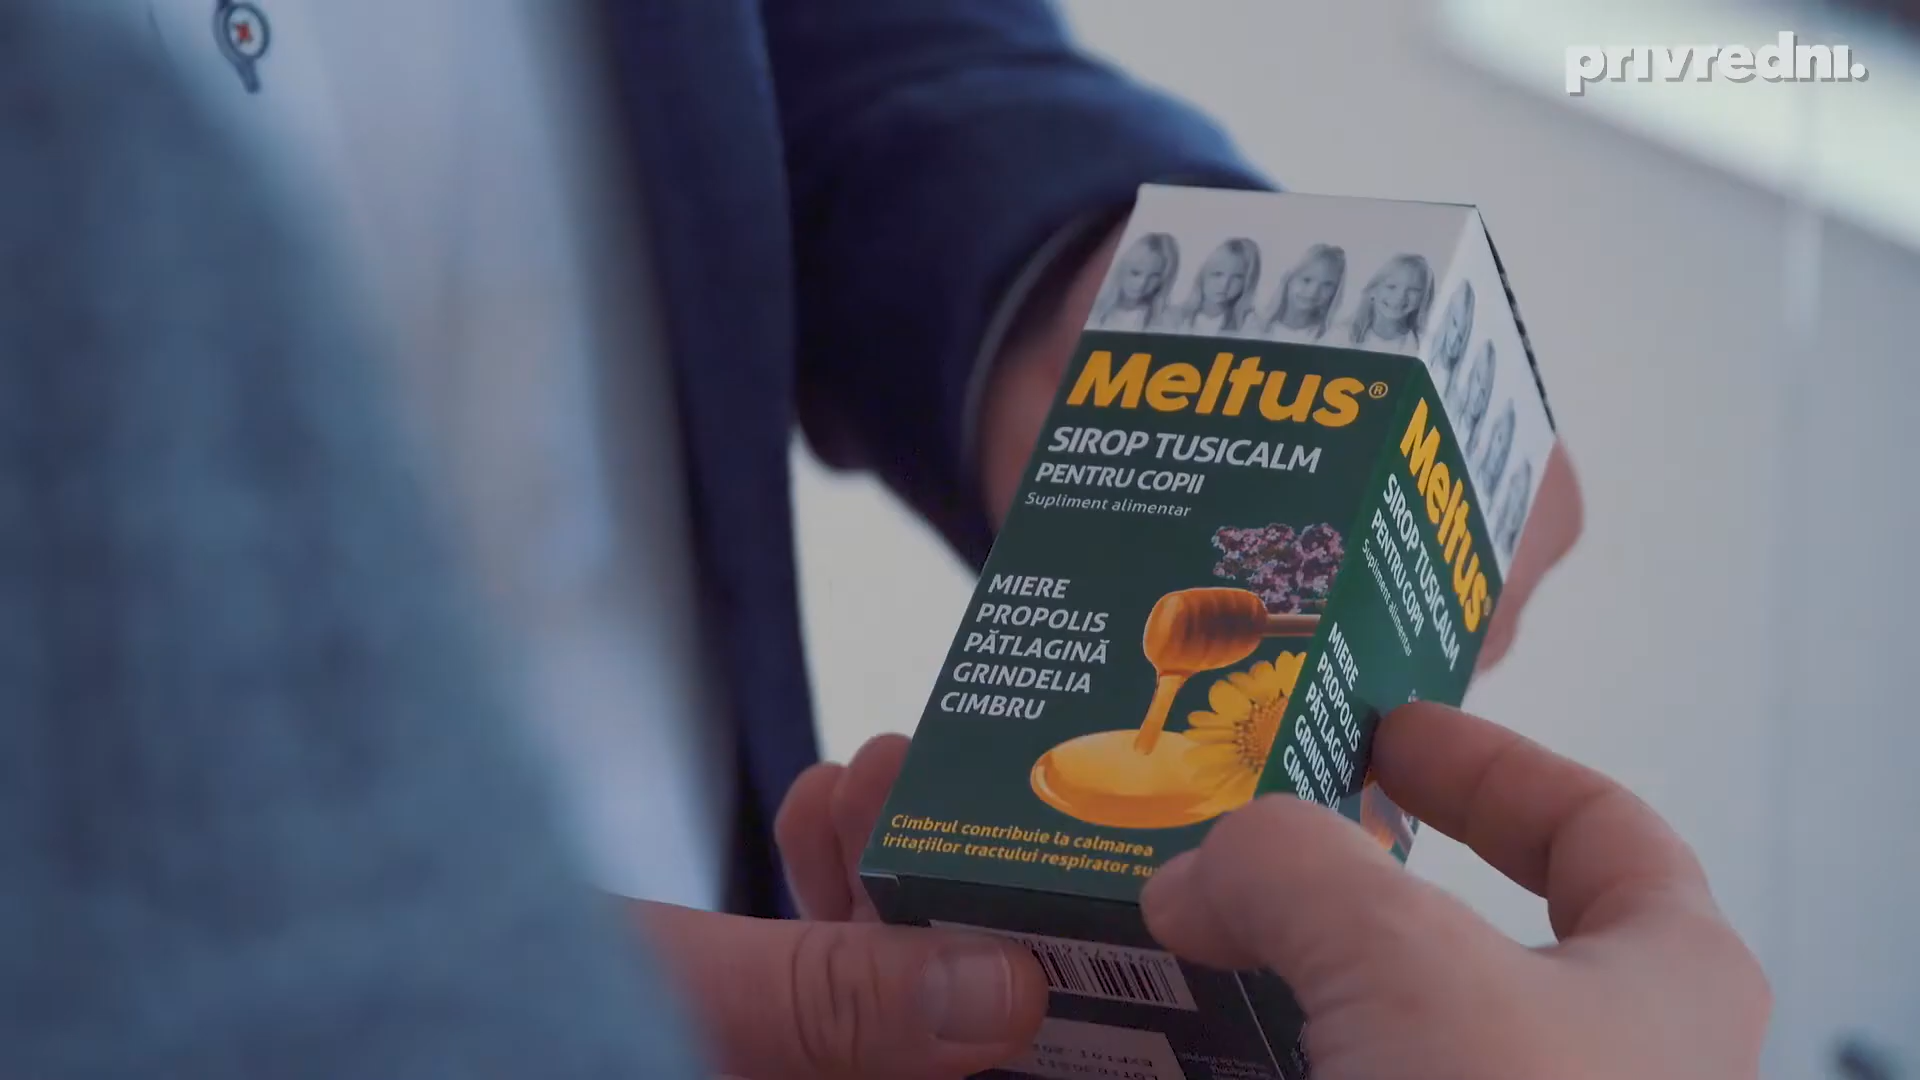 privredni.
Meltus®
SIROP TUSICALM
PENTRU COPII
Supliment alimentar
MIERE
PROPOLIS
PĂTLAGINĂ
GRINDELIA
CIMBRU
Cimbrul contribuie la calmarea
iritațiilor tractului respirator
Meltus®
SIROP TUSICALM
PENTRU COPII
Supliment alimentar
MIERE
PROPOLIS
PĂTLAGINĂ
GRINDELIA